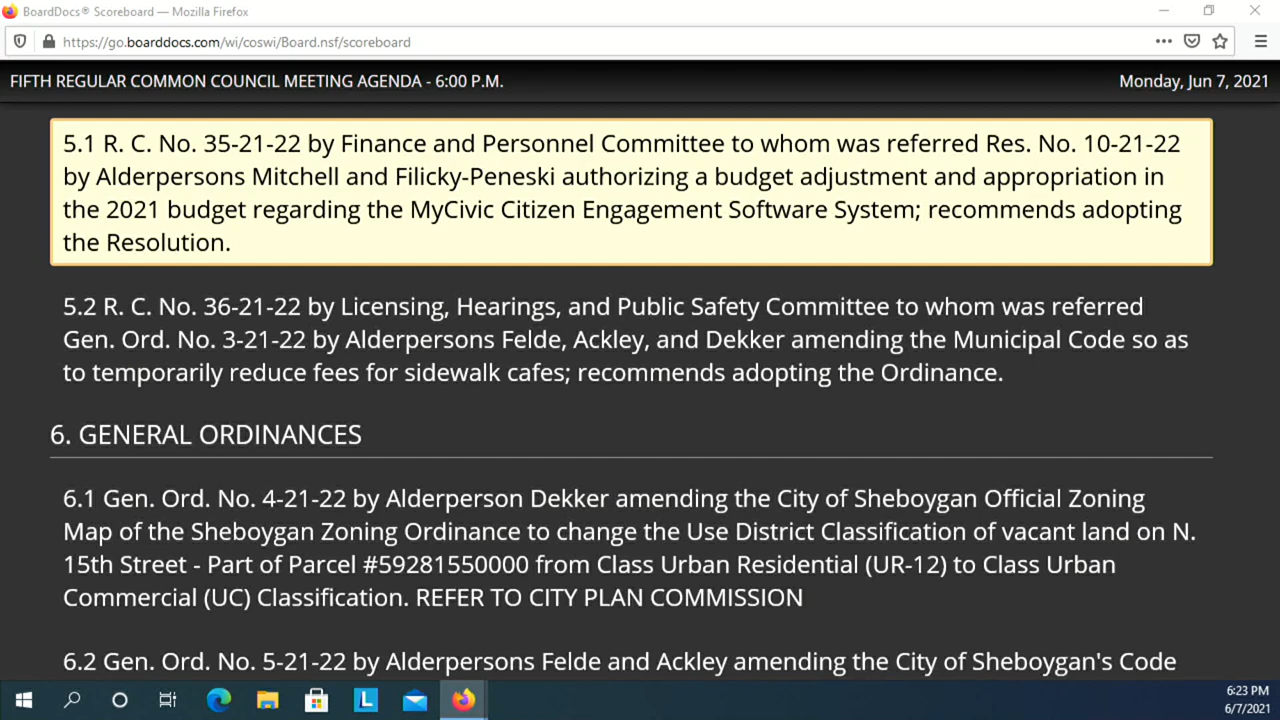 BoardDocs® Scoreboard — Mozilla Firefox
https://go.boarddocs.com/wi/coswi/Board.nsf/scoreboard
FIFTH REGULAR COMMON COUNCIL MEETING AGENDA - 6:00 P.M.
Monday, Jun 7, 2021
5.1 R. C. No. 35-21-22 by Finance and Personnel Committee to whom was referred Res. No. 10-21-22
by Alderpersons Mitchell and Filicky-Peneski authorizing a budget adjustment and appropriation in
the 2021 budget regarding the MyCivic Citizen Engagement Software System; recommends adopting
the Resolution.
5.2 R. C. No. 36-21-22 by Licensing, Hearings, and Public Safety Committee to whom was referred
Gen. Ord. No. 3-21-22 by Alderpersons Felde, Ackley, and Dekker amending the Municipal Code so as
to temporarily reduce fees for sidewalk cafes; recommends adopting the Ordinance.
6. GENERAL ORDINANCES
6.1 Gen. Ord. No. 4-21-22 by Alderperson Dekker amending the City of Sheboygan Official Zoning
Map of the Sheboygan Zoning Ordinance to change the Use District Classification of vacant land on N.
15th Street - Part of Parcel #59281550000 from Class Urban Residential (UR-12) to Class Urban
Commercial (UC) Classification. REFER TO CITY PLAN COMMISSION
6.2 Gen. Ord. No. 5-21-22 by Alderpersons Felde and Ackley amending the City of Sheboygan's Code
L
6:23 PM
6/7/2021